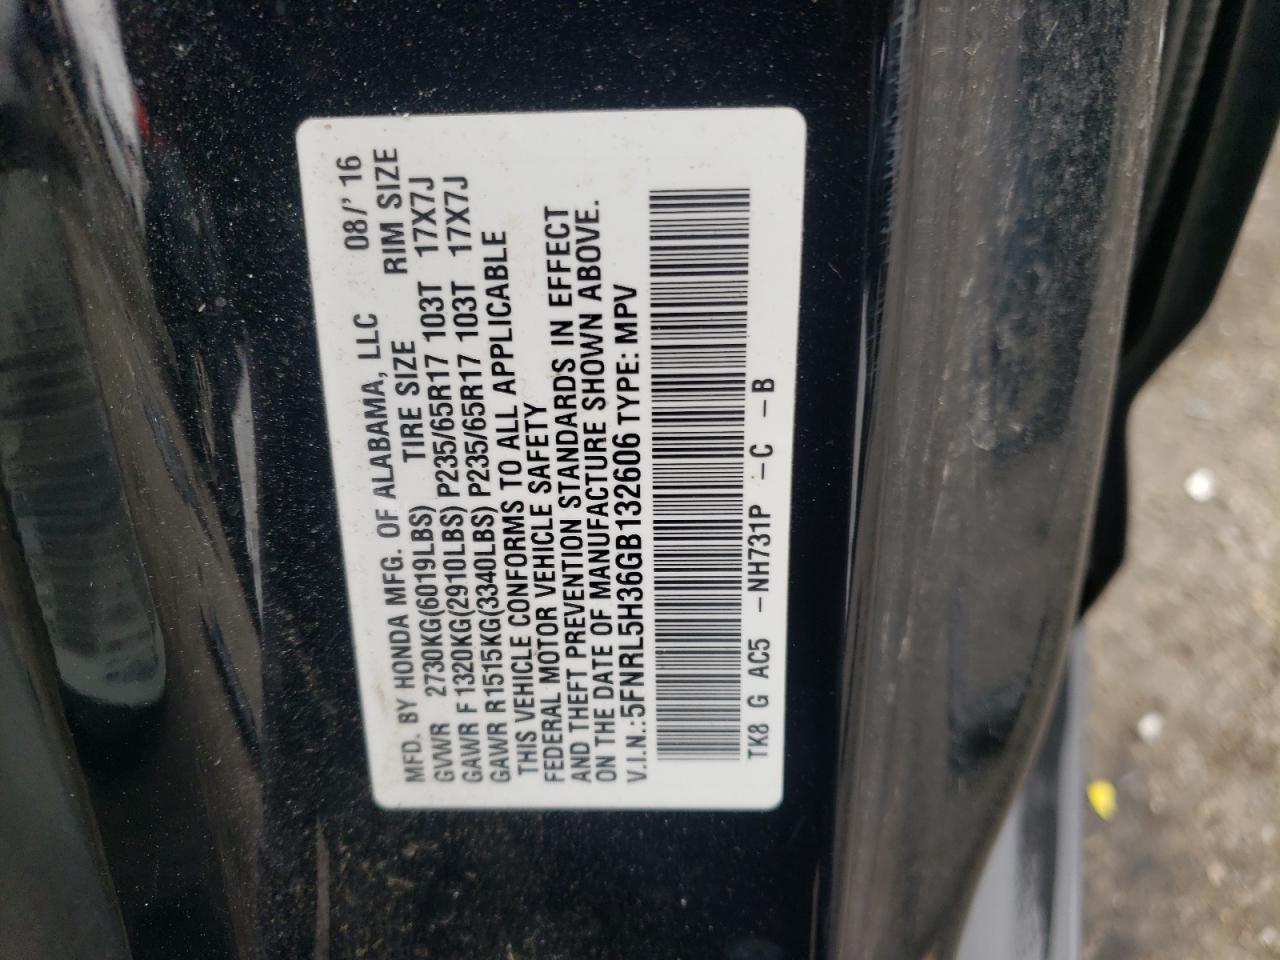 MFD. BY HONDA MFG. OF ALABAMA, LLC 08/' 16
GVWR 2730KG(6019LBS) TIRE SIZE RIM SIZE
GAWR F 1320KG(2910LBS) P235/65R17 103T 17X7J
GAWR R 1515KG(3340LBS) P235/65R17 103T 17X7J
THIS VEHICLE CONFORMS TO ALL APPLICABLE
FEDERAL MOTOR VEHICLE SAFETY
AND THEFT PREVENTION STANDARDS IN EFFECT
ON THE DATE OF MANUFACTURE SHOWN ABOVE.
V.I.N.: 5FNRL5H36GB132606 TYPE: MPV
TK8 G AC5 -NH731P -C -B